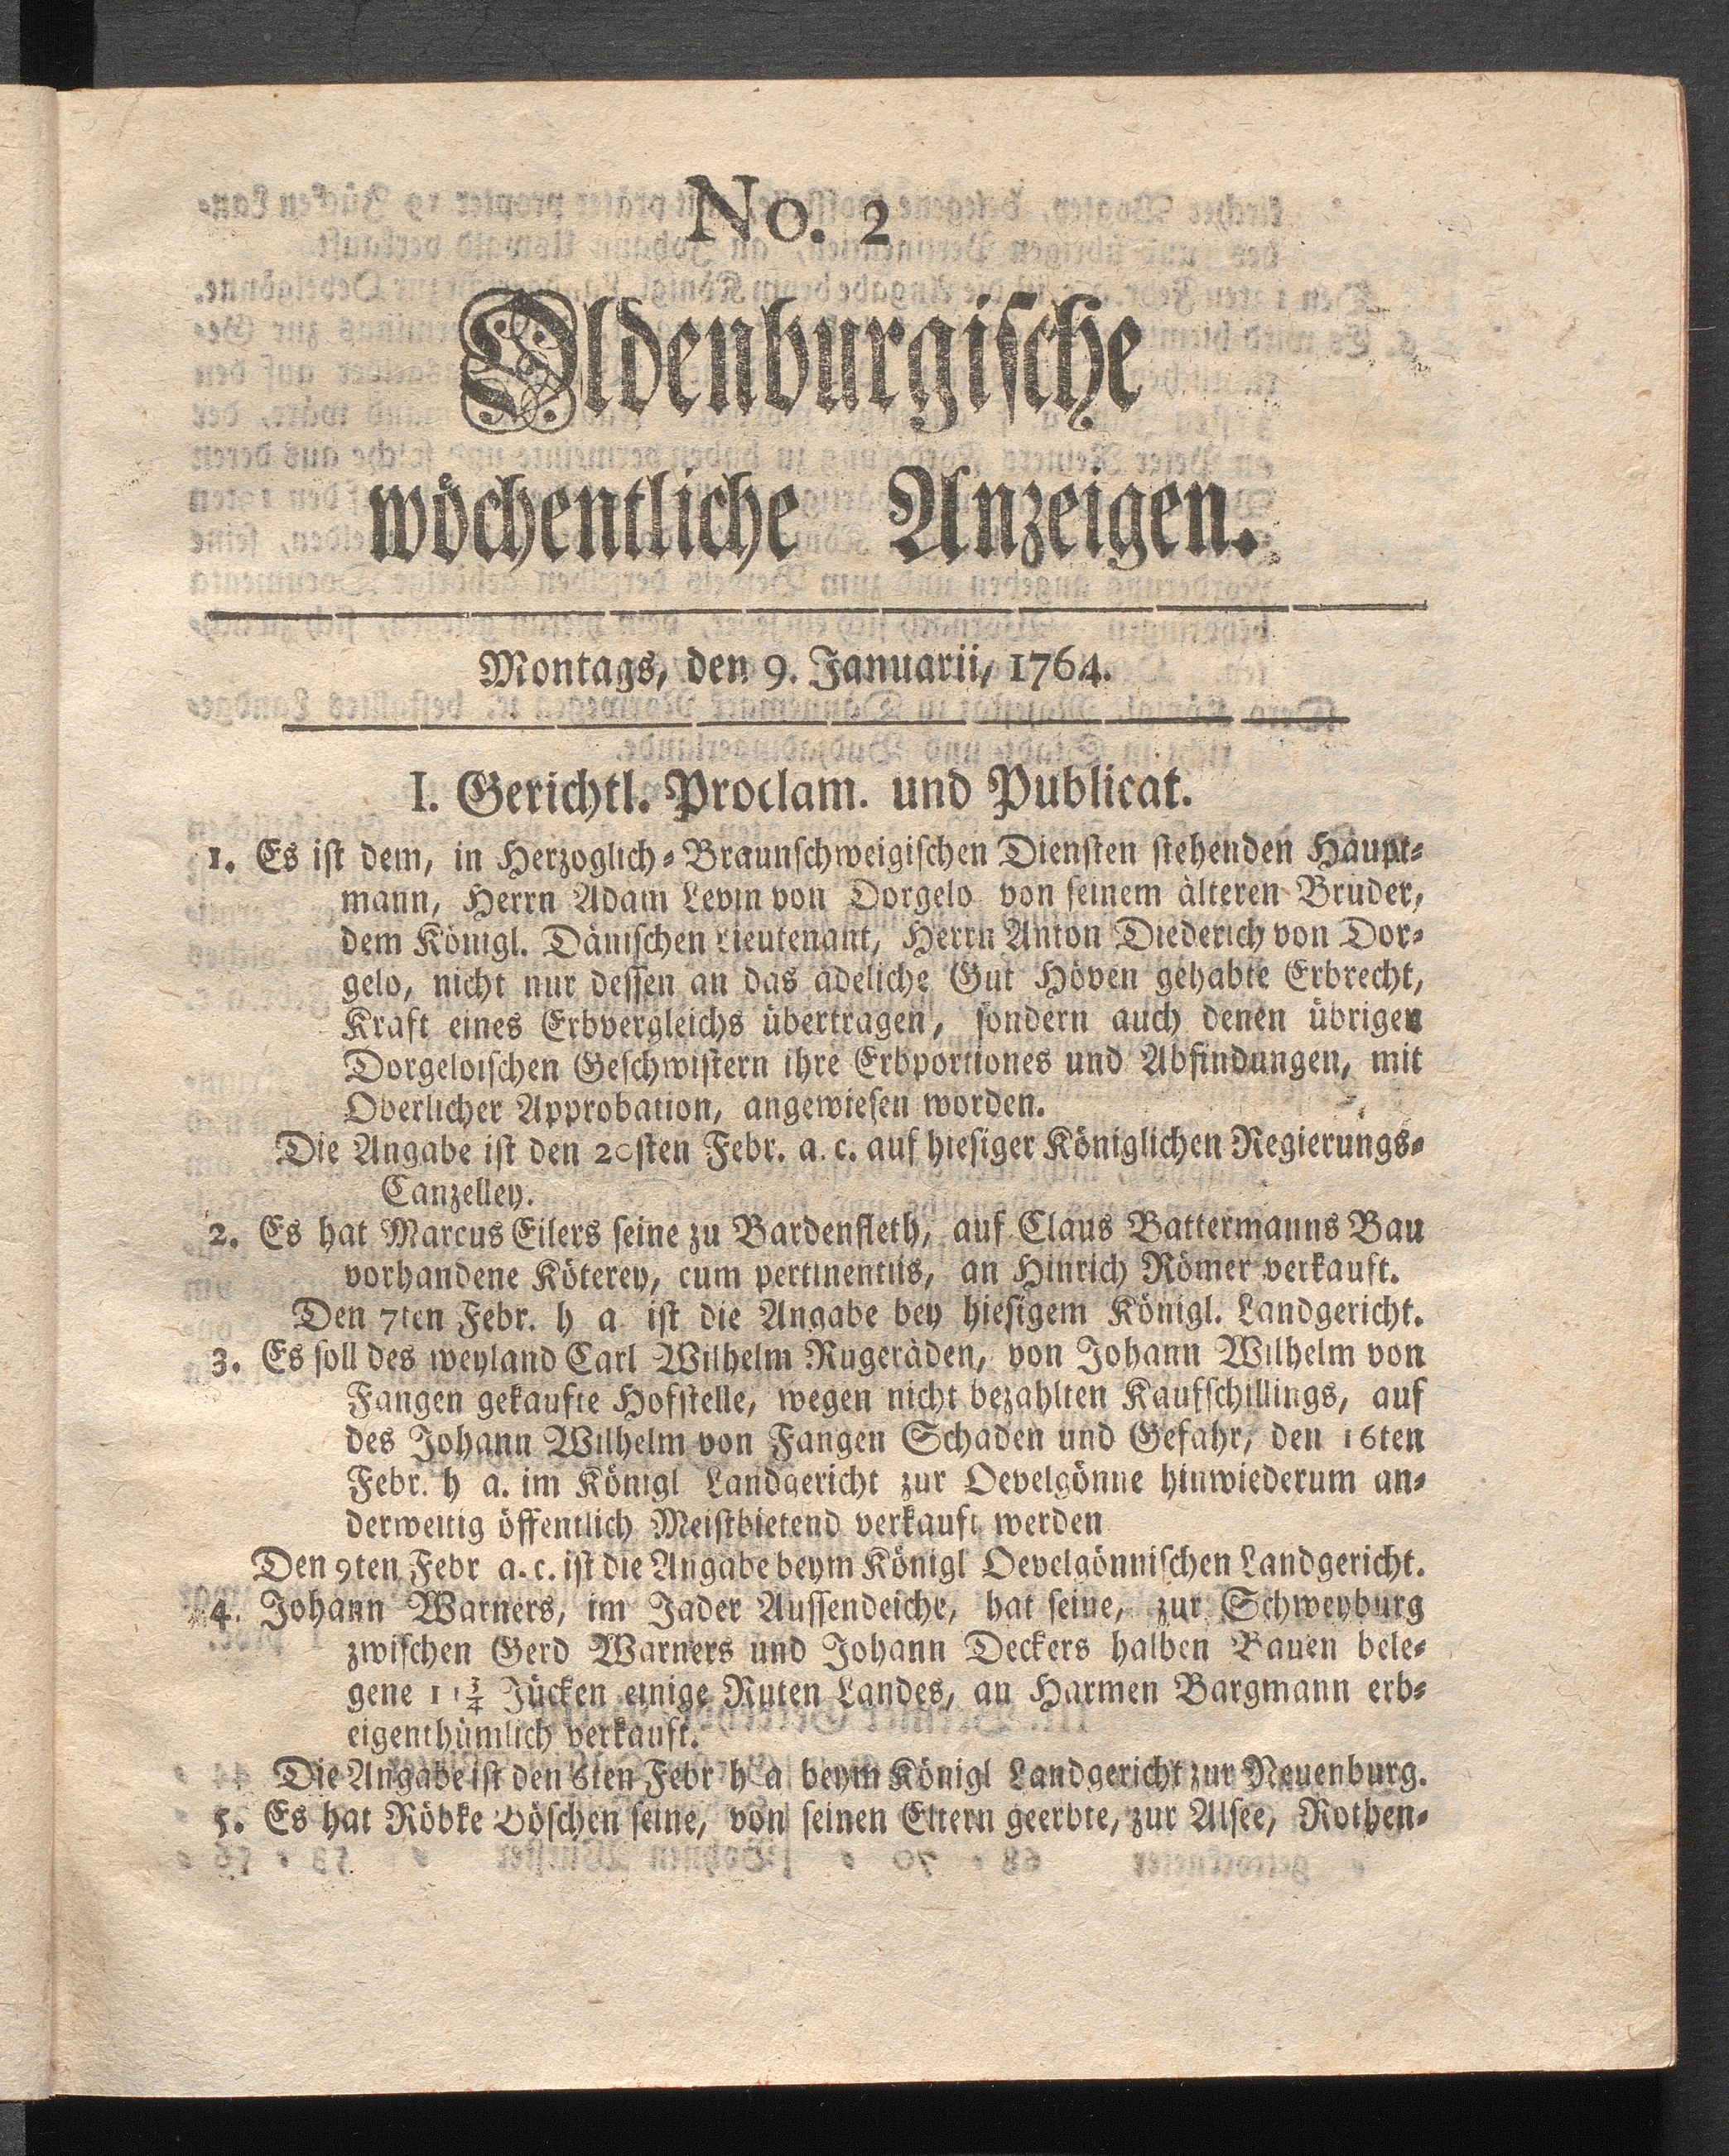 No. 2
Oldenburgische
wöchentliche Anzeigen.
Montags, den 9. Januarii, 1764.
I. Gerichtl. Proclam. und Publicat.
1. Es ist dem, in Herzoglich-Braunschweigischen Diensten stehenden Haupt-
mann, Herrn Adam Levin von Dorgelo von seinem älteren Bruder,
dem Königl. Dänischen Lieutenant, Herrn Anton Diederich von Dor-
gelo, nicht nur dessen an das adeliche Gut Höven gehabte Erbrecht,
Kraft eines Erbvergleichs übertragen, sondern auch denen übrigen
Dorgeloischen Geschwistern ihre Erbportiones und Abfindungen, mit
Oberlicher Approbation, angewiesen worden.
Die Angabe ist den 20sten Febr. a. c. auf hiesiger Königlichen Regierungs-
Canzelley.
2. Es hat Marcus Eilers seine zu Bardenfleth, auf Claus Battermanns Bau
vorhandene Köterey, cum pertinentiis, an Hinrich Römer verkauft.
Den 7ten Febr. h a ist die Angabe bey hiesigem Königl. Landgericht.
3. Es soll des weyland Carl Wilhelm Rugeräden, von Johann Wilhelm von
Fangen gekaufte Hofstelle, wegen nicht bezahlten Kaufschillings, auf
des Johann Wilhelm von Fangen Schaden und Gefahr, den 16ten
Febr. h a. im Königl Landgericht zur Oevelgönne hinwiederum an-
derweitig öffentlich Meistbietend verkauft werden
Den 9ten Febr a. c. ist die Angabe beym Königl Oevelgönnischen Landgericht.
4. Johann Warners, im Jader Aussendeiche, hat seine, zur Schweyburg
zwischen Gerd Warners und Johann Deckers halben Bauen bele-
gene 11 3/4 Jücken einige Ruten Landes, an Harmen Bargmann erb-
eigenthümlich verkauft.
Die Angabe ist den 6ten Febr h a beym Königl Landgericht zur Neuenburg.
5. Es hat Röbke Böschen seine, von seinen Eltern geerbte, zur Alsee, Rothen-